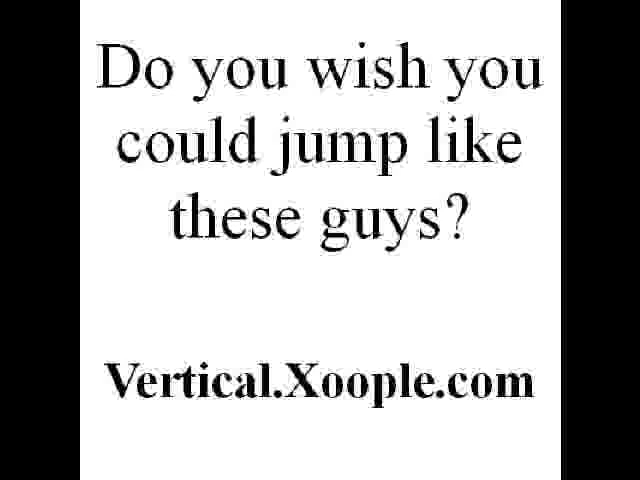 Do you wish you
could jump like
these guys?
Vertical.Xoople.com